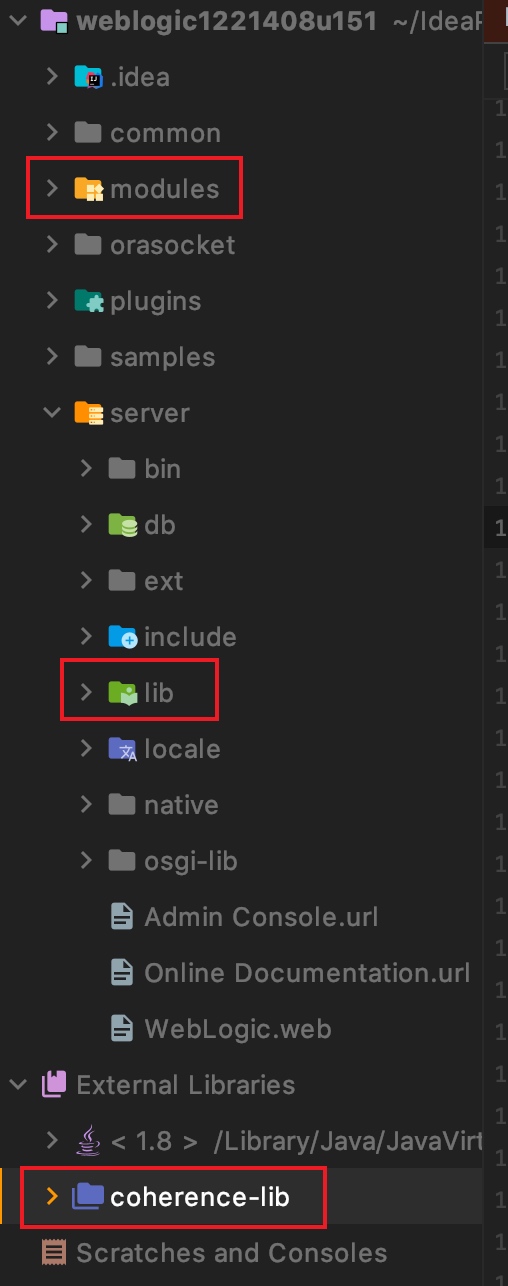 weblogic1221408u151 ~/IdeaP
.idea
common
modules
orasocket
plugins
samples
server
bin
db
ext
include
lib
locale
native
osgi-lib
Admin Console.url
Online Documentation.url
WebLogic.web
External Libraries
< 1.8 > /Library/Java/JavaVirt
coherence-lib
Scratches and Consoles